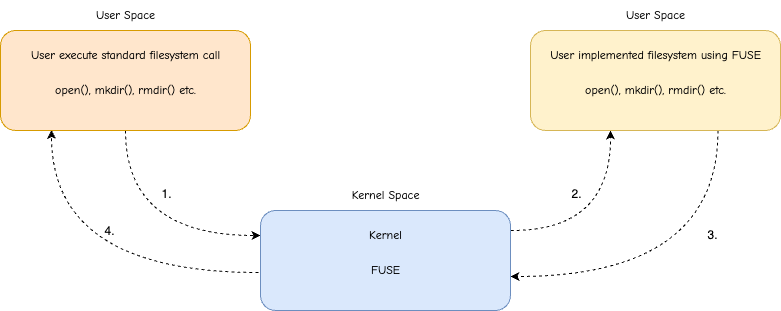 User Space
User execute standard filesystem call
open(), mkdir(), rmdir() etc.
User Space
User implemented filesystem using FUSE
open(), mkdir(), rmdir() etc.
1.
2.
3.
4.
Kernel Space
Kernel
FUSE